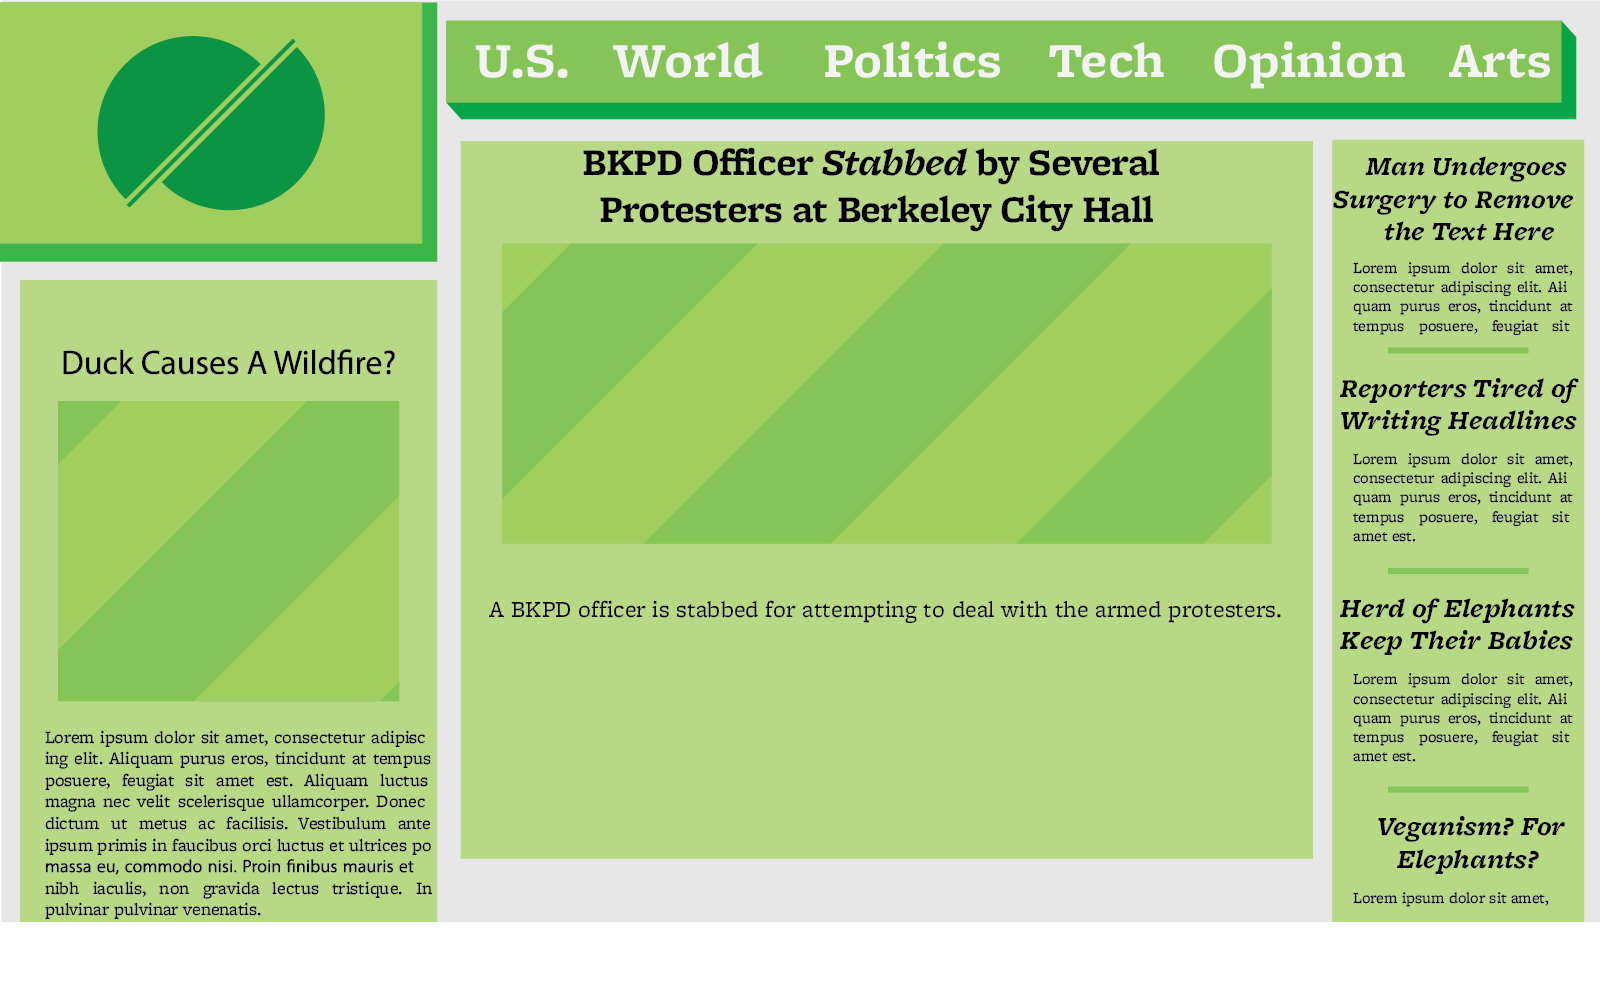 U.S. World Politics Tech Opinion Arts
Duck Causes A Wildfire?
Lorem ipsum dolor sit amet, consectetur adipisc
ing elit. Aliquam purus eros, tincidunt at tempus
posuere, feugiat sit amet est. Aliquam luctus
magna nec velit scelerisque ullamcorper. Donec
dictum ut metus ac facilisis. Vestibulum ante
ipsum primis in faucibus orci luctus et ultrices po
massa eu, commodo nisi. Proin finibus mauris et
nibh iaculis, non gravida lectus tristique. In
pulvinar pulvinar venenatis.
BKPD Officer Stabbed by Several
Protesters at Berkeley City Hall
A BKPD officer is stabbed for attempting to deal with the armed protesters.
Man Undergoes
Surgery to Remove
the Text Here
Lorem ipsum dolor sit amet,
consectetur adipiscing elit. Ali
quam purus eros, tincidunt at
tempus posuere, feugiat sit
Reporters Tired of
Writing Headlines
Lorem ipsum dolor sit amet,
consectetur adipiscing elit. Ali
quam purus eros, tincidunt at
tempus posuere, feugiat sit
amet est.
Herd of Elephants
Keep Their Babies
Lorem ipsum dolor sit amet,
consectetur adipiscing elit. Ali
quam purus eros, tincidunt at
tempus posuere, feugiat sit
amet est.
Veganism? For
Elephants?
Lorem ipsum dolor sit amet,